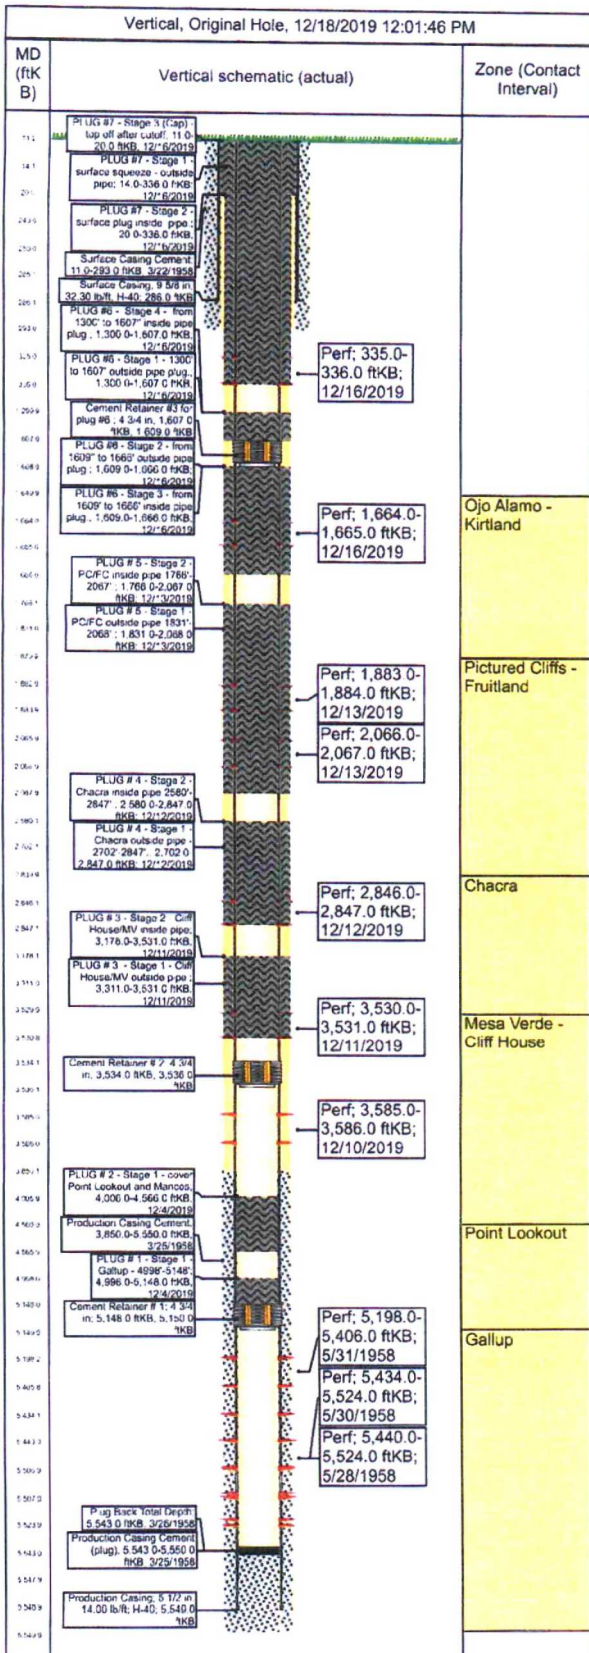 Vertical, Original Hole, 12/18/2019 12:01:46 PM
MD
(ftK
B)
Vertical schematic (actual)
Zone (Contact
Interval)
PLUG #7 - Stage 3 (Cap) -
top off after cutoff, 11.0-
20.0 ftKB, 12/16/2019
PLUG #7 - Stage 1 -
surface squeeze - outside
pipe; 14.0-336.0 ftKB;
12/16/2019
PLUG #7 - Stage 2 -
surface plug inside pipe;
20.0-336.0 ftKB,
12/16/2019
Surface Casing Cement,
11.0-293.0 ftKB, 3/22/1958
Surface Casing, 9 5/8 in,
32.30 lb/ft, H-40; 286.0 ftKB
PLUG #6 - Stage 4 - from
1300' to 1607' inside pipe
plug.; 1,300.0-1,607.0 ftKB,
12/16/2019
PLUG #6 - Stage 1 - 1300'
to 1607' outside pipe plug.,
1,300.0-1,607.0 ftKB;
12/16/2019
Cement Retainer #3 for
plug #6 ; 4 3/4 in, 1,607.0
ftKB, 1,609.0 ftKB
PLUG #6 - Stage 2 - from
1609' to 1666' outside pipe
plug ; 1,609.0-1,666.0 ftKB;
12/16/2019
PLUG #6 - Stage 3 - from
1609' to 1666' inside pipe
plug., 1,609.0-1,666.0 ftKB;
12/16/2019
PLUG # 5 - Stage 2 -
PC/FC inside pipe 1766'-
2067' ; 1,766.0-2,067.0
ftKB; 12/13/2019
PLUG # 5 - Stage 1 -
PC/FC outside pipe 1831'-
2068' ; 1,831.0-2,068.0
ftKB; 12/13/2019
PLUG # 4 - Stage 2 -
Chacra inside pipe 2580'-
2847' , 2,580.0-2,847.0
ftKB; 12/12/2019
PLUG # 4 - Stage 1 -
Chacra outside pipe -
2702'-2847'., 2,702.0-
2,847.0 ftKB; 12/12/2019
PLUG # 3 - Stage 2 - Cliff
House/MV inside pipe;
3,178.0-3,531.0 ftKB,
12/11/2019
PLUG # 3 - Stage 1 - Cliff
House/MV outside pipe ;
3,311.0-3,531.0 ftKB,
12/11/2019
Cement Retainer # 2; 4 3/4
in, 3,534.0 ftKB, 3,536.0
ftKB
PLUG # 2 - Stage 1 - cover
Point Lookout and Mancos,
4,006.0-4,566.0 ftKB,
12/4/2019
Production Casing Cement,
3,850.0-5,550.0 ftKB,
3/25/1958
PLUG # 1 - Stage 1 -
Gallup - 4998'-5148',
4,998.0-5,148.0 ftKB,
12/4/2019
Cement Retainer # 1; 4 3/4
in; 5,148.0 ftKB, 5,150.0
ftKB
Plug Back Total Depth,
5,543.0 ftKB, 3/26/1958
Production Casing Cement
(plug), 5,543.0-5,550.0
ftKB, 3/25/1958
Production Casing, 5 1/2 in,
14.00 lb/ft; H-40; 5,549.0
ftKB
Perf; 335.0-
336.0 ftKB;
12/16/2019
Perf; 1,664.0-
1,665.0 ftKB;
12/16/2019
Perf; 1,883.0-
1,884.0 ftKB;
12/13/2019
Perf; 2,066.0-
2,067.0 ftKB;
12/13/2019
Perf; 2,846.0-
2,847.0 ftKB;
12/12/2019
Perf; 3,530.0-
3,531.0 ftKB;
12/11/2019
Perf; 3,585.0-
3,586.0 ftKB;
12/10/2019
Perf; 5,198.0-
5,406.0 ftKB;
5/31/1958
Perf; 5,434.0-
5,524.0 ftKB;
5/30/1958
Perf; 5,440.0-
5,524.0 ftKB;
5/28/1958
Ojo Alamo -
Kirtland
Pictured Cliffs -
Fruitland
Chacra
Mesa Verde -
Cliff House
Point Lookout
Gallup